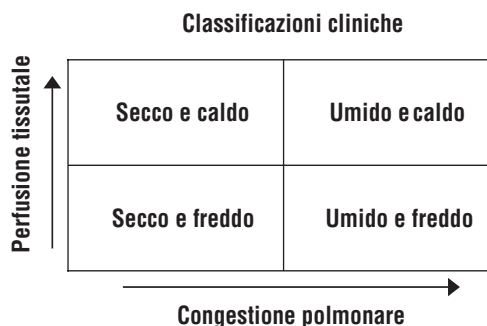 Classificazioni cliniche
Perfusione tissutale
Secco e caldo
Umido e caldo
Secco e freddo
Umido e freddo
Congestione polmonare